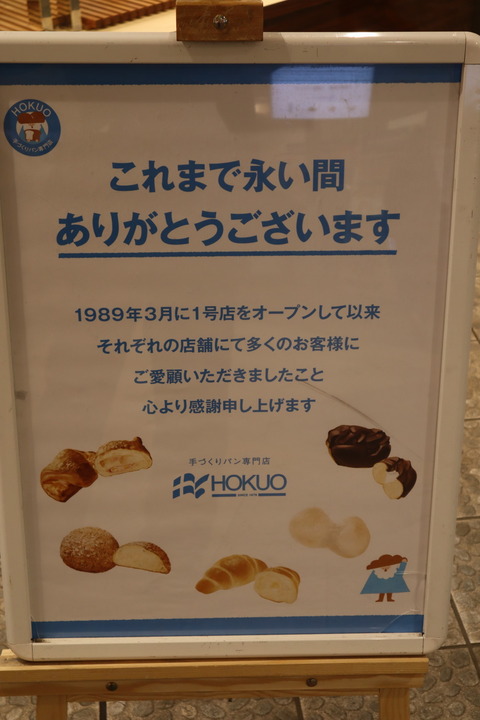 HOKUO
手づくりパン専門店
これまで永い間
ありがとうございます
1989年3月に1号店をオープンして以来
それぞれの店舗にて多くのお客様に
ご愛顧いただきましたこと
心より感謝申し上げます
手づくりパン専門店
HOKUO